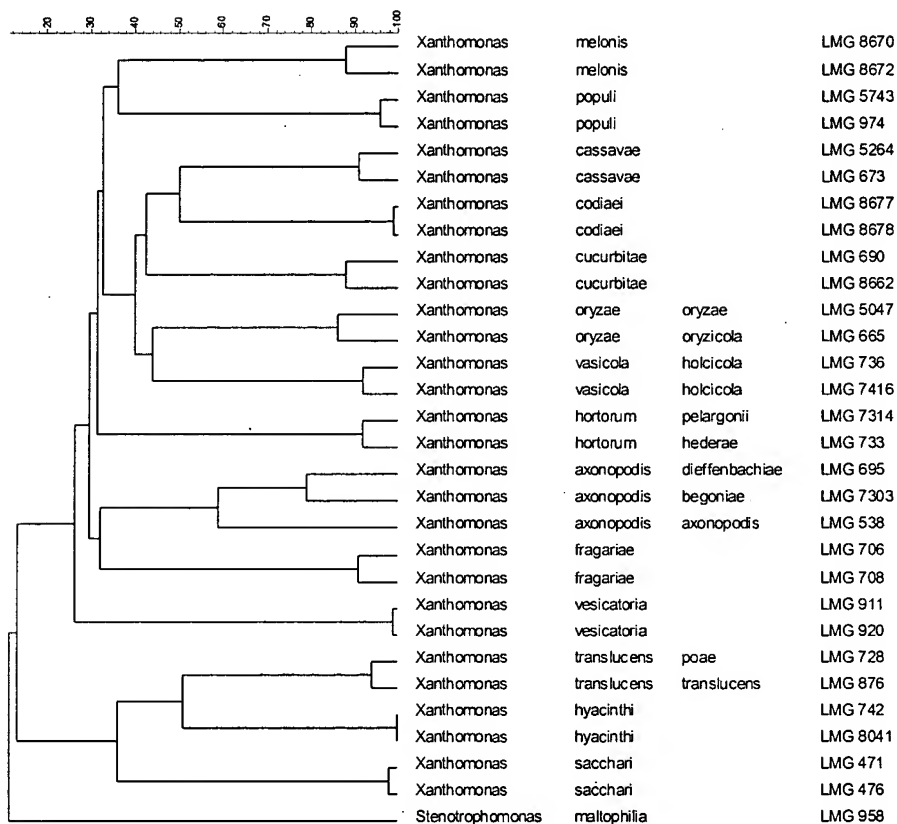 20 30 40 50 60 70 80 90 100
Xanthomonas melonis LMG 8670
Xanthomonas melonis LMG 8672
Xanthomonas populi LMG 5743
Xanthomonas populi LMG 974
Xanthomonas cassavae LMG 5264
Xanthomonas cassavae LMG 673
Xanthomonas codiaei LMG 8677
Xanthomonas codiaei LMG 8678
Xanthomonas cucurbitae LMG 690
Xanthomonas cucurbitae LMG 8662
Xanthomonas oryzae oryzae LMG 5047
Xanthomonas oryzae oryzicola LMG 665
Xanthomonas vasicola holcicola LMG 736
Xanthomonas vasicola holcicola LMG 7416
Xanthomonas hortorum pelargonii LMG 7314
Xanthomonas hortorum hederae LMG 733
Xanthomonas axonopodis dieffenbachiae LMG 695
Xanthomonas axonopodis begoniae LMG 7303
Xanthomonas axonopodis axonopodis LMG 538
Xanthomonas fragariae LMG 706
Xanthomonas fragariae LMG 708
Xanthomonas vesicatoria LMG 911
Xanthomonas vesicatoria LMG 920
Xanthomonas translucens poae LMG 728
Xanthomonas translucens translucens LMG 876
Xanthomonas hyacinthi LMG 742
Xanthomonas hyacinthi LMG 8041
Xanthomonas sacchari LMG 471
Xanthomonas sacchari LMG 476
Stenotrophomonas maltophilia LMG 958